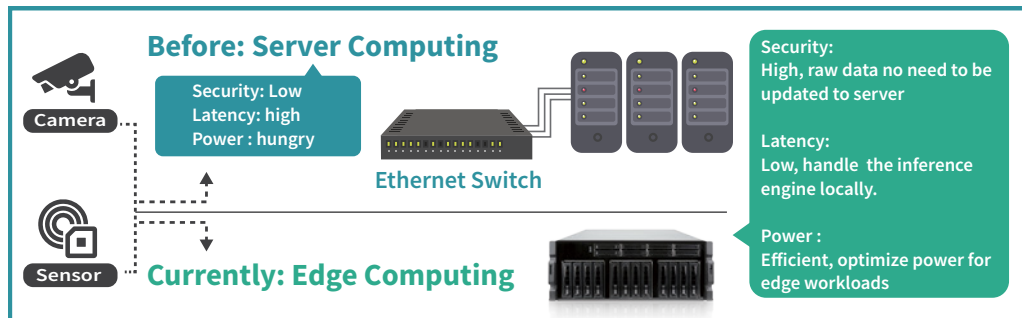 Before: Server Computing
Security: Low
Latency: high
Power : hungry
Camera
Ethernet Switch
Sensor
Currently: Edge Computing
Security:
High, raw data no need to be
updated to server
Latency:
Low, handle the inference
engine locally.
Power :
Efficient, optimize power for
edge workloads